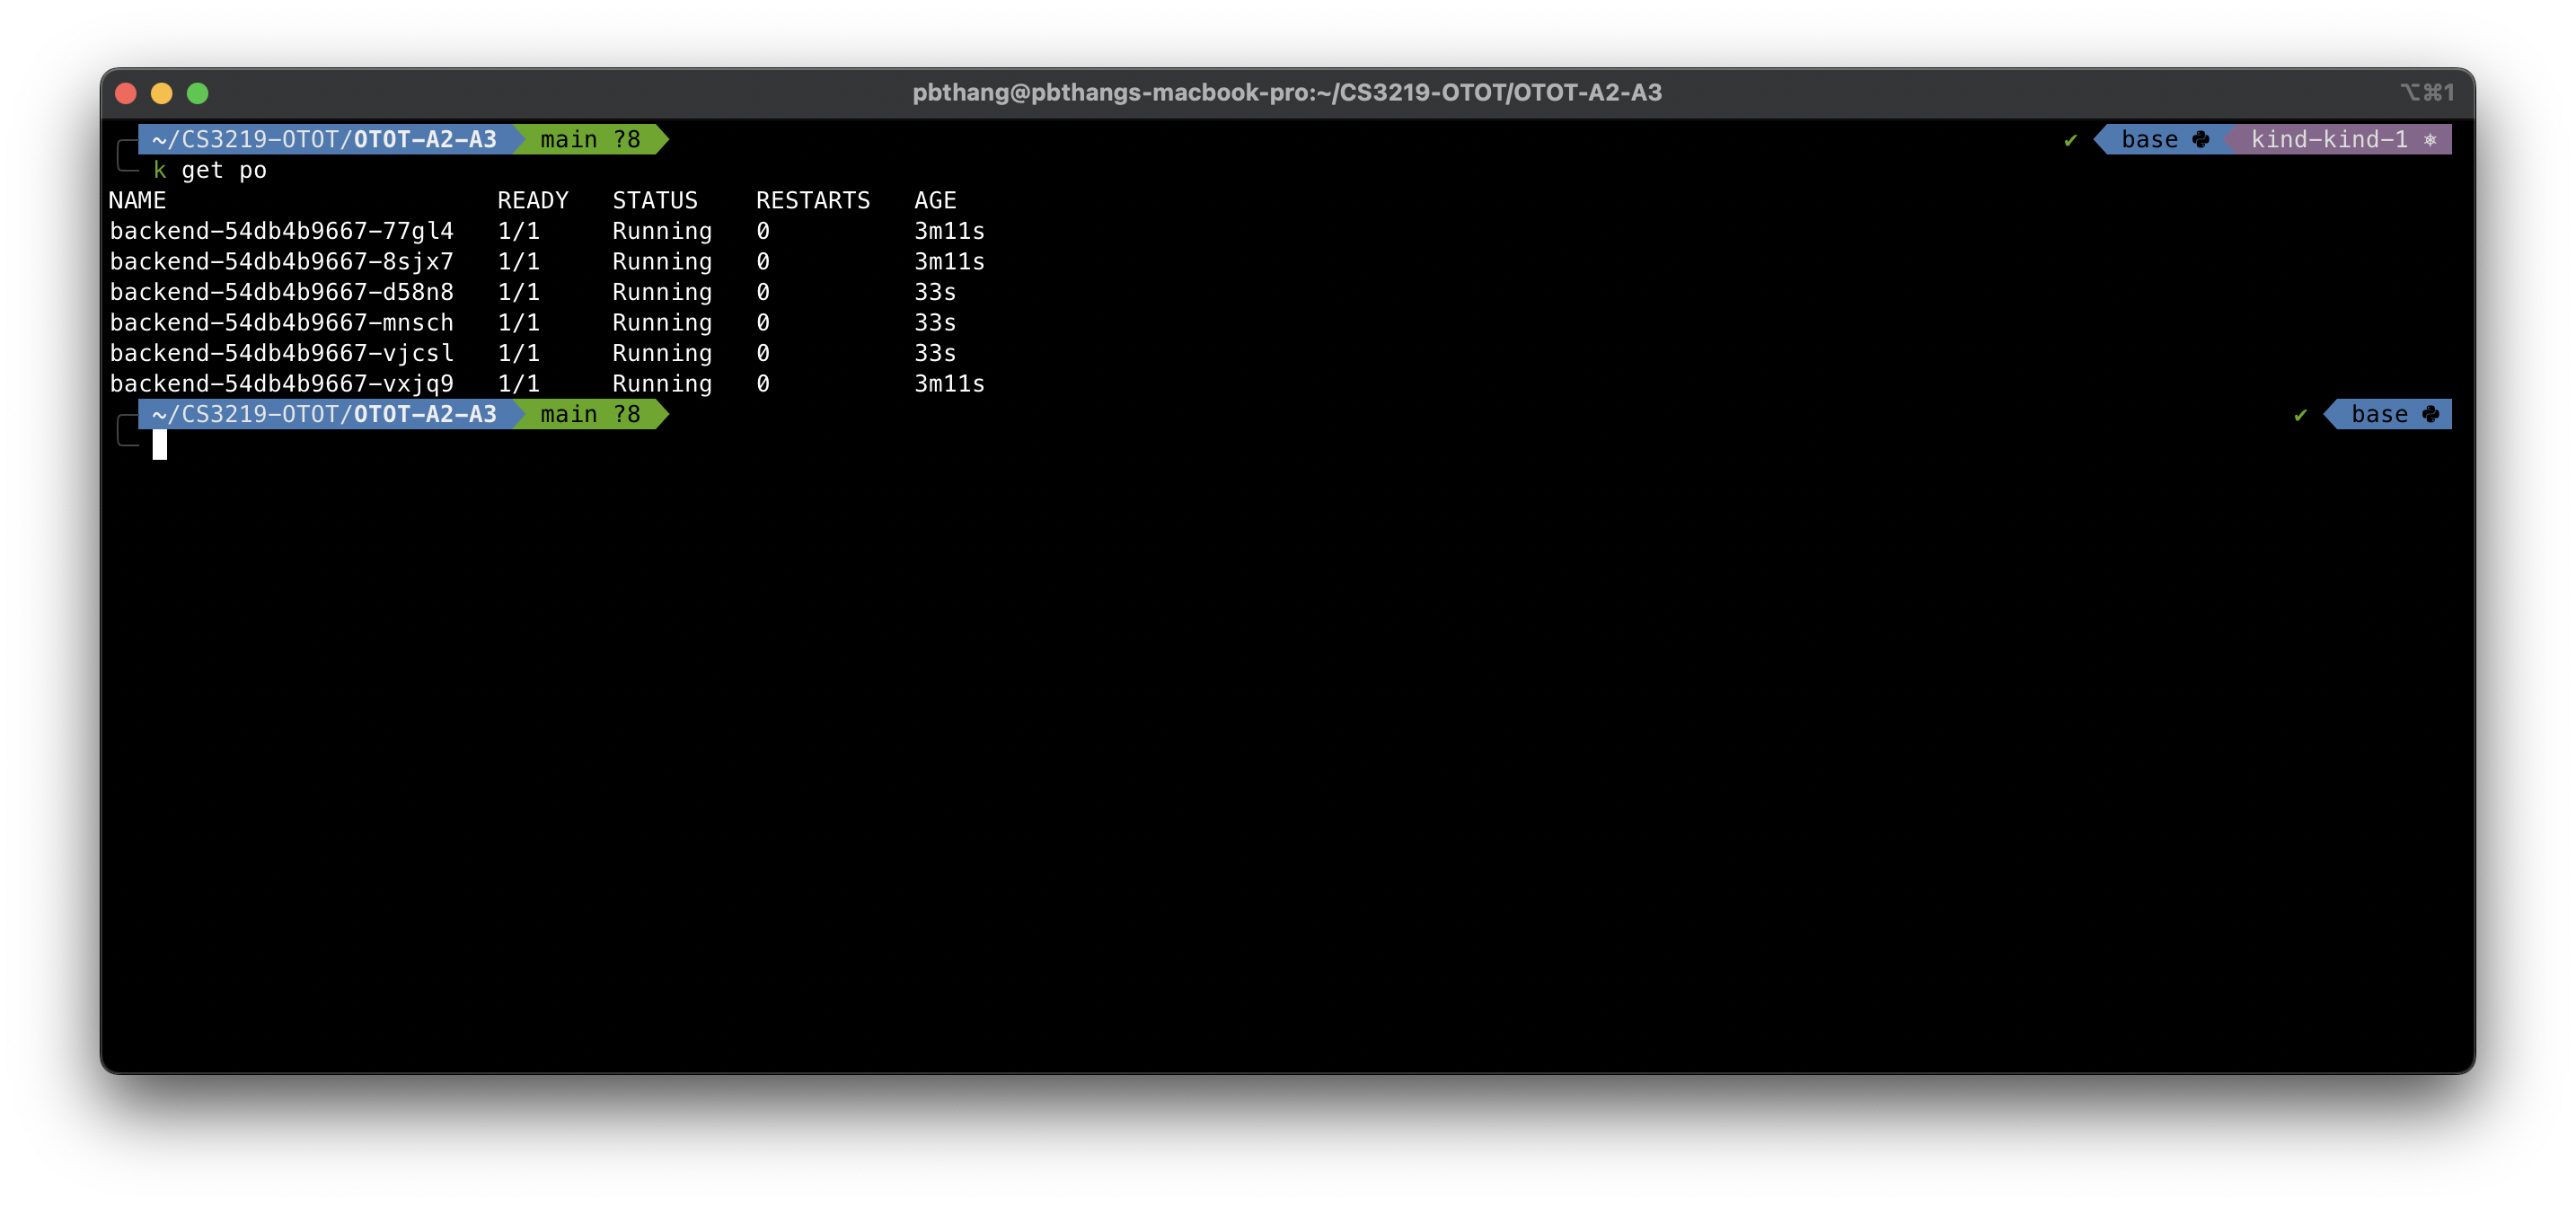 pbthang@pbthangs-macbook-pro:~/CS3219-OTOT/OTOT-A2-A3 ⌥⌘1
~/CS3219-OTOT/OTOT-A2-A3 main ?8 ✔ base kind-kind-1 ⎈
k get po
NAME READY STATUS RESTARTS AGE
backend-54db4b9667-77gl4 1/1 Running 0 3m11s
backend-54db4b9667-8sjx7 1/1 Running 0 3m11s
backend-54db4b9667-d58n8 1/1 Running 0 33s
backend-54db4b9667-mnsch 1/1 Running 0 33s
backend-54db4b9667-vjcsl 1/1 Running 0 33s
backend-54db4b9667-vxjq9 1/1 Running 0 3m11s
~/CS3219-OTOT/OTOT-A2-A3 main ?8 ✔ base